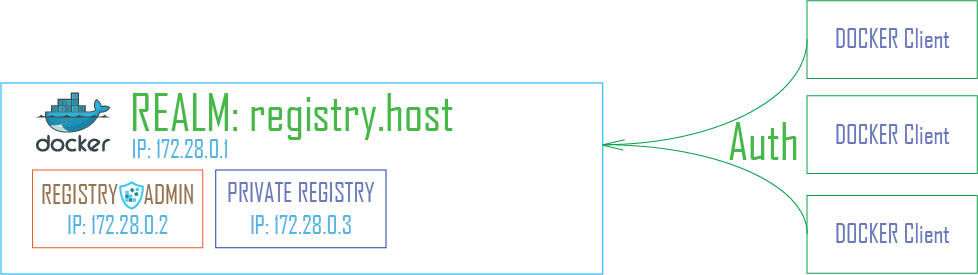 docker
REALM: registry.host
IP: 172.28.0.1
REGISTRY ADMIN
IP: 172.28.0.2
PRIVATE REGISTRY
IP: 172.28.0.3
Auth
DOCKER Client
DOCKER Client
DOCKER Client